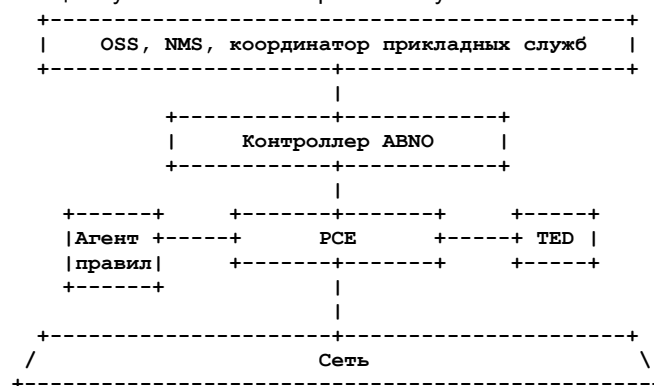 OSS, NMS, координатор прикладных служб
Контроллер ABNO
Агент правил
PCE
TED
Сеть